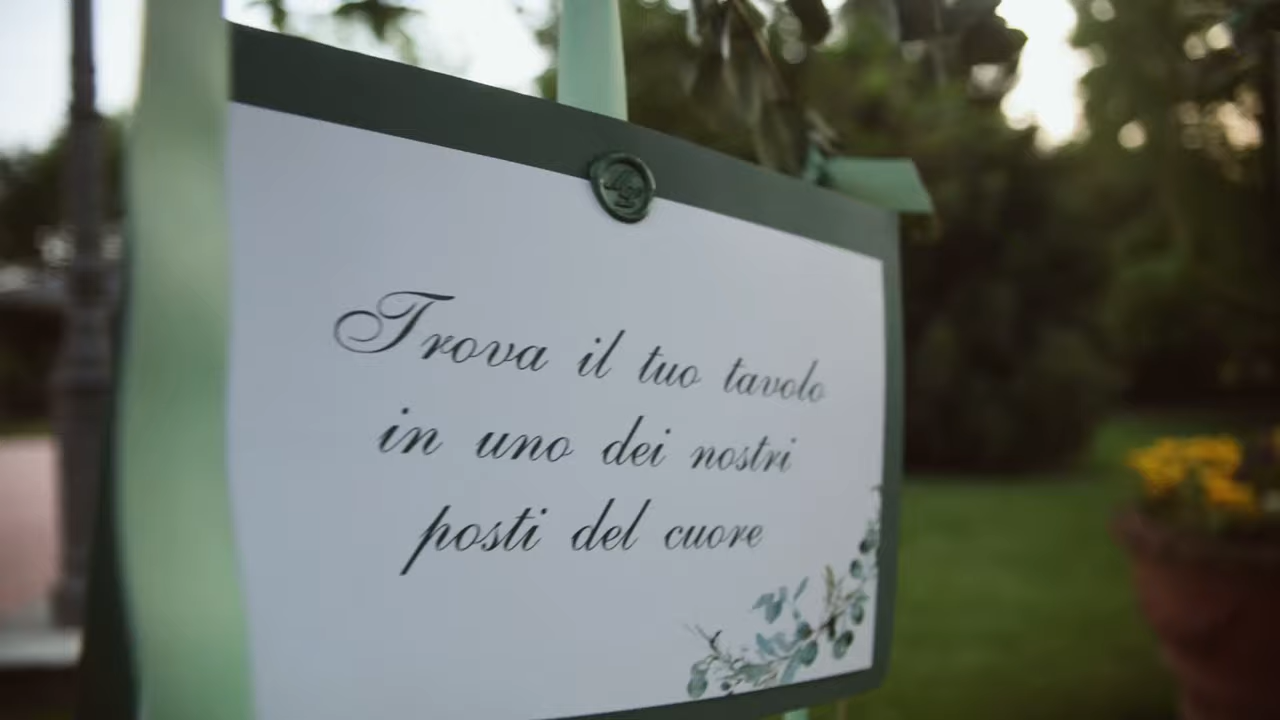 Trova il tuo tavolo
in uno dei nostri
posti del cuore